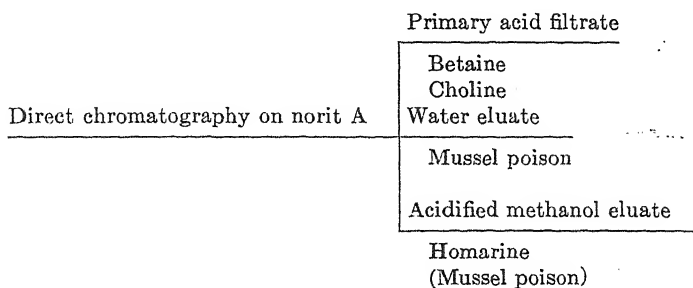 Primary acid filtrate
Betaine
Choline
Direct chromatography on norit A
Water eluate
Mussel poison
Acidified methanol eluate
Homarine
(Mussel poison)